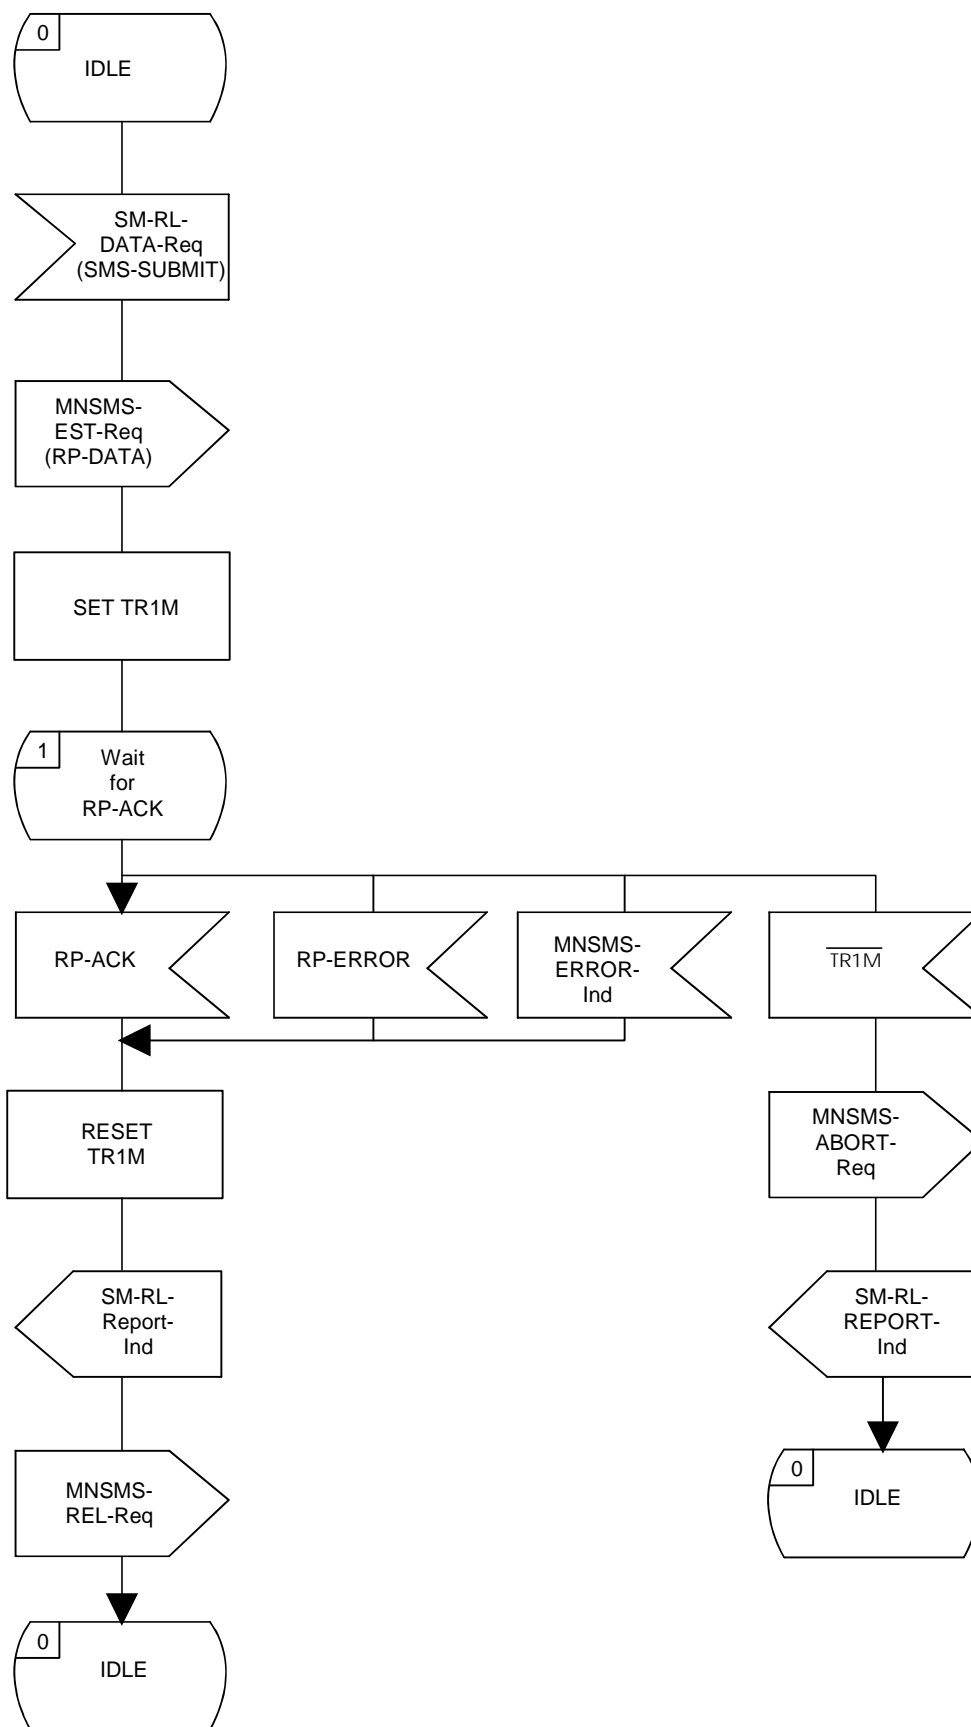 0
IDLE
SM-RL-
DATA-Req
(SMS-SUBMIT)
MNSMS-
EST-Req
(RP-DATA)
SET TR1M
1
Wait
for
RP-ACK
RP-ACK
RP-ERROR
MNSMS-
ERROR-
Ind
TR1M
RESET
TR1M
MNSMS-
ABORT-
Req
SM-RL-
Report-
Ind
SM-RL-
REPORT-
Ind
MNSMS-
REL-Req
0
IDLE
0
IDLE